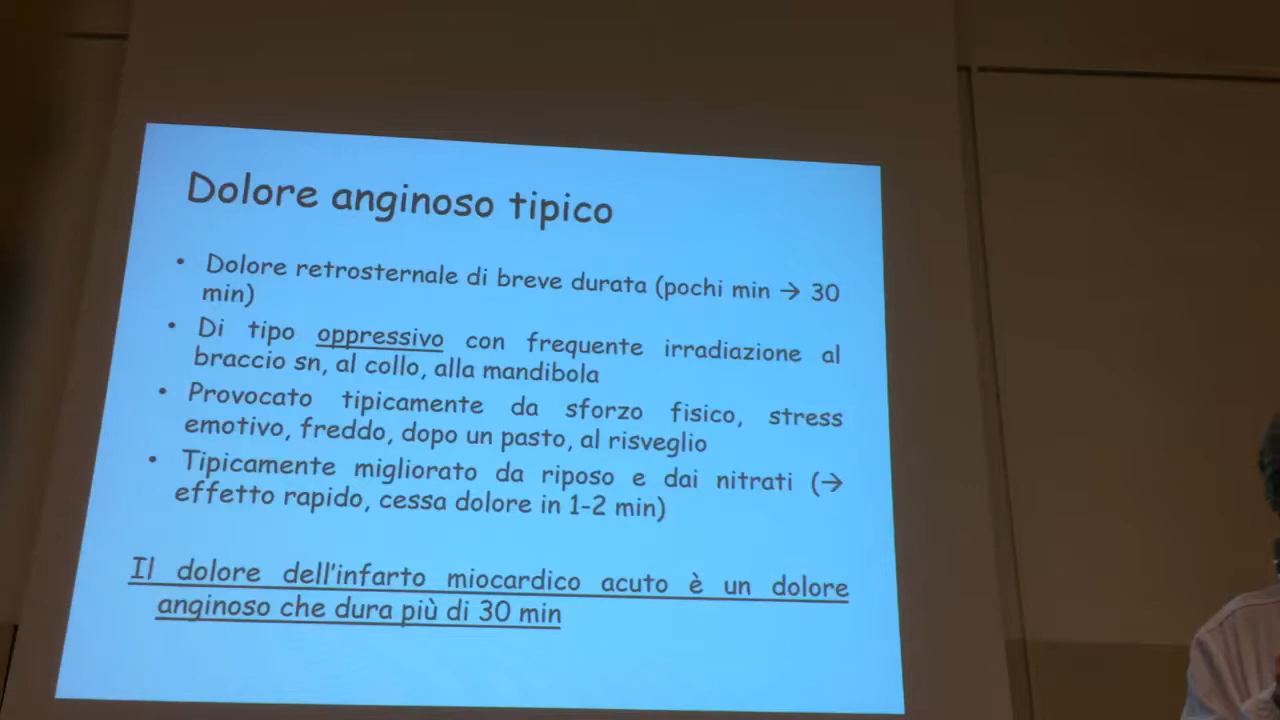 Dolore anginoso tipico
• Dolore retrosternale di breve durata (pochi min → 30
min)
• Di tipo oppressivo con frequente irradiazione al
braccio sn, al collo, alla mandibola
• Provocato tipicamente da sforzo fisico, stress
emotivo, freddo, dopo un pasto, al risveglio
• Tipicamente migliorato da riposo e dai nitrati (→
effetto rapido, cessa dolore in 1-2 min)
Il dolore dell'infarto miocardico acuto è un dolore
anginoso che dura più di 30 min